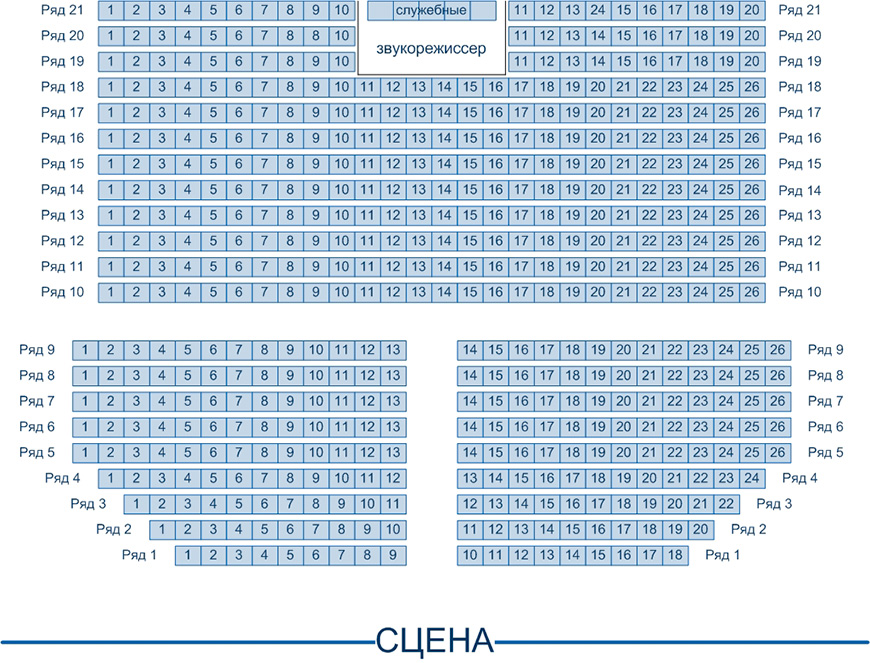 Ряд 21 1 2 3 4 5 6 7 8 9 10 служебные 11 12 13 24 15 16 17 18 19 20 Ряд 21
Ряд 20 1 2 3 4 5 6 7 8 9 10 звукорежиссер 11 12 13 14 15 16 17 18 19 20 Ряд 20
Ряд 19 1 2 3 4 5 6 7 8 9 10 11 12 13 14 15 16 17 18 19 20 Ряд 19
Ряд 18 1 2 3 4 5 6 7 8 9 10 11 12 13 14 15 16 17 18 19 20 21 22 23 24 25 26 Ряд 18
Ряд 17 1 2 3 4 5 6 7 8 9 10 11 12 13 14 15 16 17 18 19 20 21 22 23 24 25 26 Ряд 17
Ряд 16 1 2 3 4 5 6 7 8 9 10 11 12 13 14 15 16 17 18 19 20 21 22 23 24 25 26 Ряд 16
Ряд 15 1 2 3 4 5 6 7 8 9 10 11 12 13 14 15 16 17 18 19 20 21 22 23 24 25 26 Ряд 15
Ряд 14 1 2 3 4 5 6 7 8 9 10 11 12 13 14 15 16 17 18 19 20 21 22 23 24 25 26 Ряд 14
Ряд 13 1 2 3 4 5 6 7 8 9 10 11 12 13 14 15 16 17 18 19 20 21 22 23 24 25 26 Ряд 13
Ряд 12 1 2 3 4 5 6 7 8 9 10 11 12 13 14 15 16 17 18 19 20 21 22 23 24 25 26 Ряд 12
Ряд 11 1 2 3 4 5 6 7 8 9 10 11 12 13 14 15 16 17 18 19 20 21 22 23 24 25 26 Ряд 11
Ряд 10 1 2 3 4 5 6 7 8 9 10 11 12 13 14 15 16 17 18 19 20 21 22 23 24 25 26 Ряд 10
Ряд 9 1 2 3 4 5 6 7 8 9 10 11 12 13 14 15 16 17 18 19 20 21 22 23 24 25 26 Ряд 9
Ряд 8 1 2 3 4 5 6 7 8 9 10 11 12 13 14 15 16 17 18 19 20 21 22 23 24 25 26 Ряд 8
Ряд 7 1 2 3 4 5 6 7 8 9 10 11 12 13 14 15 16 17 18 19 20 21 22 23 24 25 26 Ряд 7
Ряд 6 1 2 3 4 5 6 7 8 9 10 11 12 13 14 15 16 17 18 19 20 21 22 23 24 25 26 Ряд 6
Ряд 5 1 2 3 4 5 6 7 8 9 10 11 12 13 14 15 16 17 18 19 20 21 22 23 24 25 26 Ряд 5
Ряд 4 1 2 3 4 5 6 7 8 9 10 11 12 13 14 15 16 17 18 19 20 21 22 23 24 Ряд 4
Ряд 3 1 2 3 4 5 6 7 8 9 10 11 12 13 14 15 16 17 18 19 20 21 22 Ряд 3
Ряд 2 1 2 3 4 5 6 7 8 9 10 11 12 13 14 15 16 17 18 19 20 Ряд 2
Ряд 1 1 2 3 4 5 6 7 8 9 10 11 12 13 14 15 16 17 18 Ряд 1
СЦЕНА